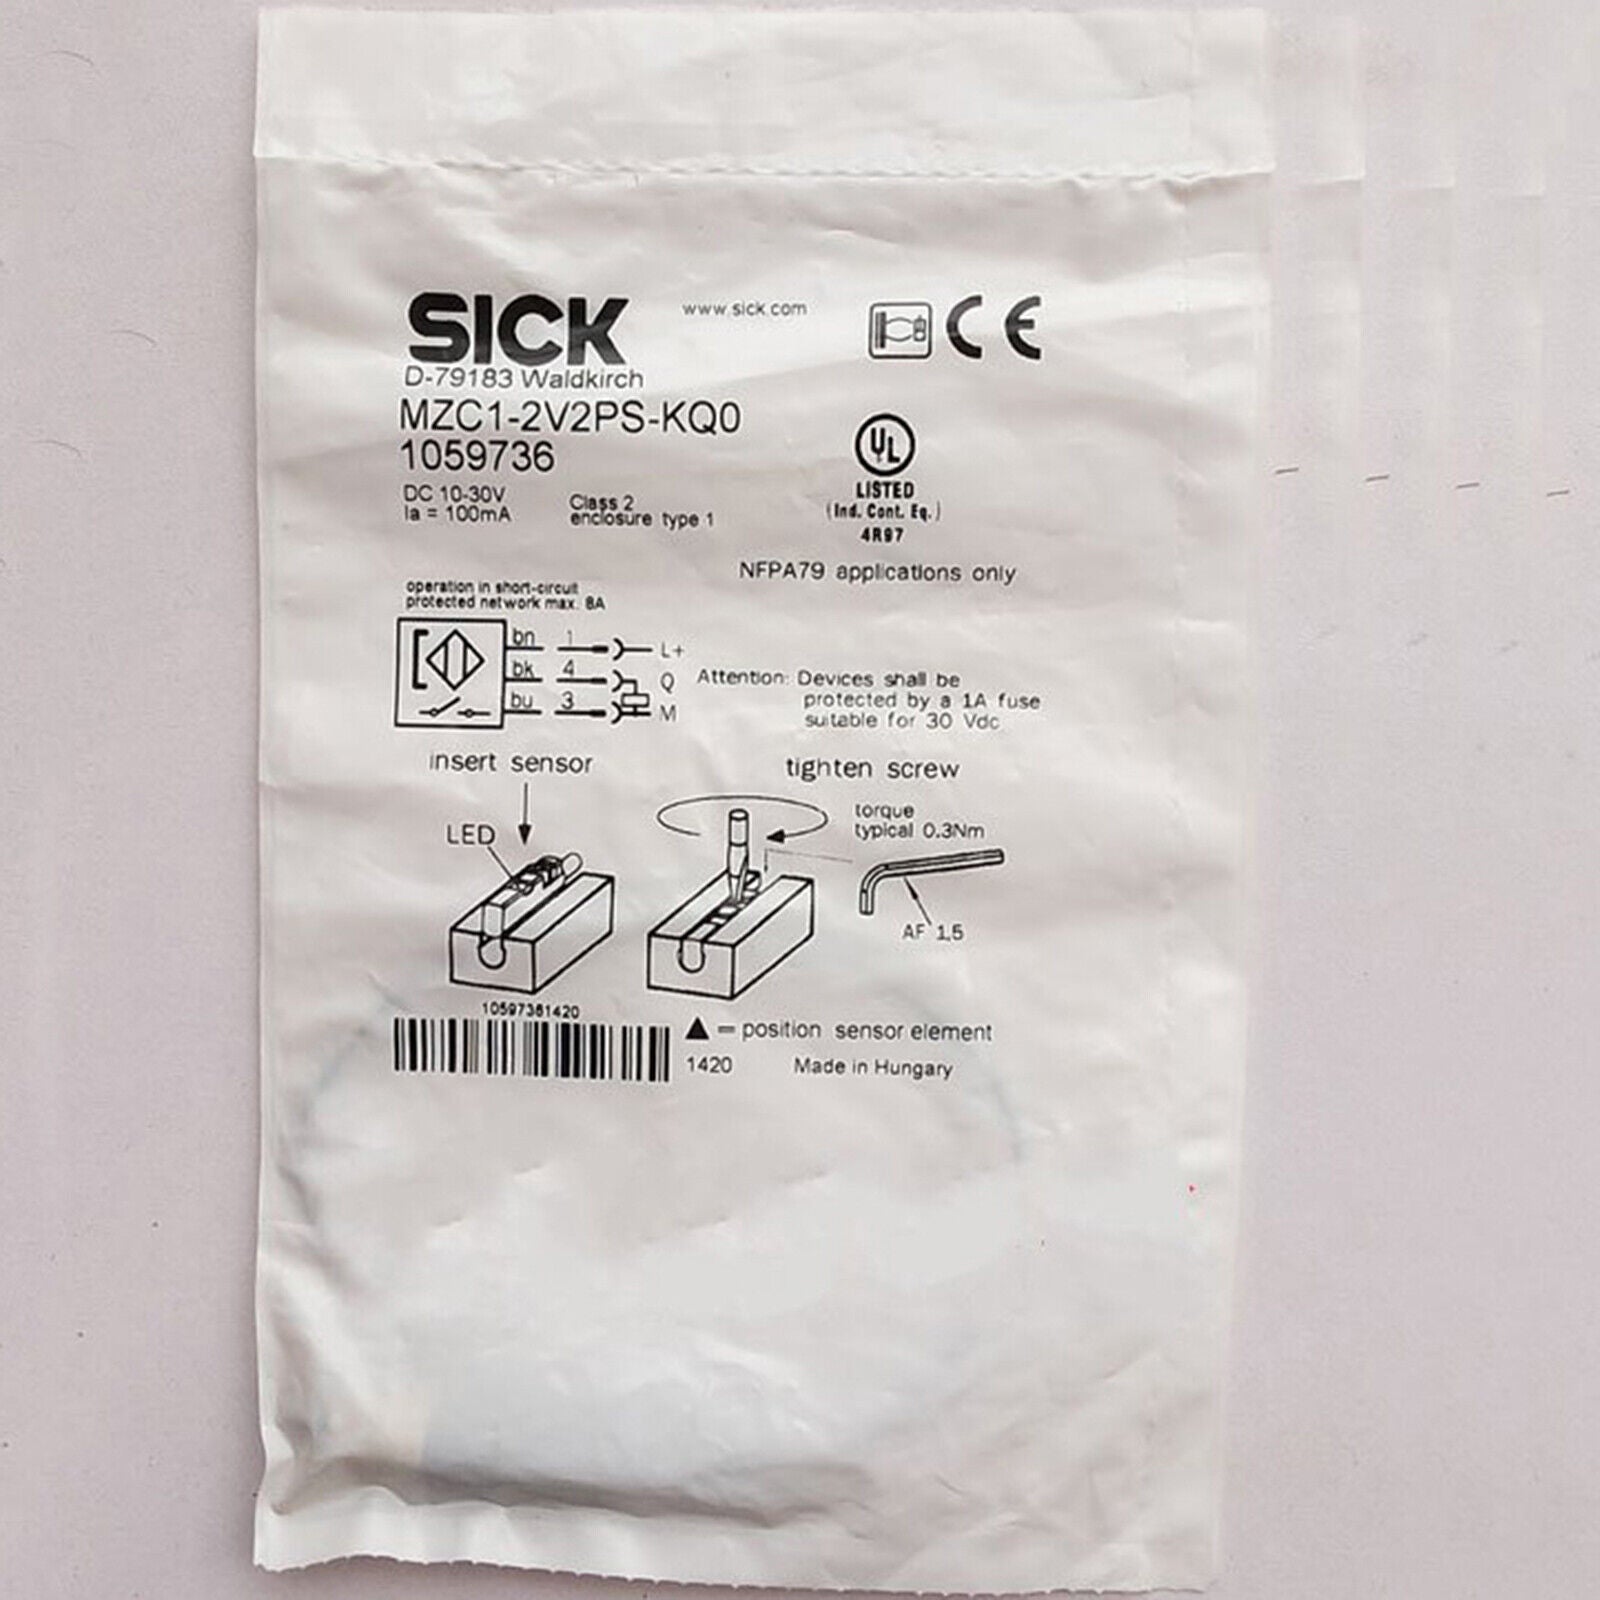 SICK
www.sick.com
CE
D-79183 Waldkirch
MZC1-2V2PS-KQ0
1059736
UL
LISTED
(Ind. Cont. Eq.)
4R97
DC 10-30V
Ia = 100mA
Class 2
enclosure type 1
NFPA79 applications only
operation in short-circuit
protected network max. 8A
bn 1 L+
bk 4 Q
bu 3 M
Attention: Devices shall be
protected by a 1A fuse
suitable for 30 Vdc
insert sensor
tighten screw
LED
torque
typical 0.3Nm
AF 1,5
10597361420
▲ = position sensor element
1420 Made in Hungary